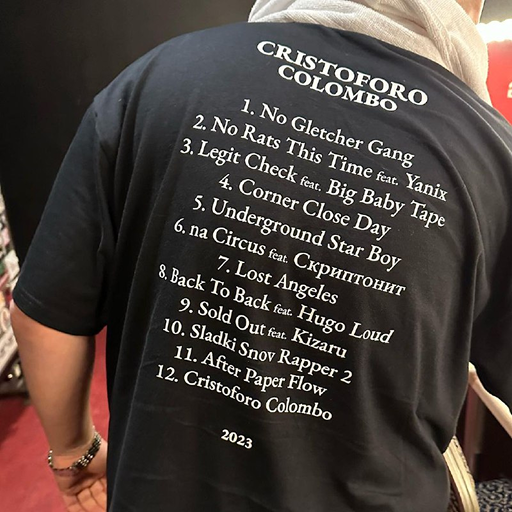 CRISTOFORO
COLOMBO
1. No Gletcher Gang
2. No Rats This Time feat. Yanix
3. Legit Check feat. Big Baby Tape
4. Corner Close Day
5. Underground Star Boy
6. na Circus feat. Скриптонит
7. Lost Angeles
8. Back To Back feat. Hugo Loud
9. Sold Out feat. Kizaru
10. Sladki Snov Rapper 2
11. After Paper Flow
12. Cristoforo Colombo
2023